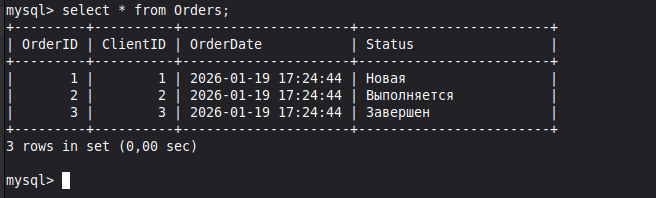 mysql> select * from Orders;
+---------+----------+---------------------+------------------------+
| OrderID | ClientID | OrderDate           | Status                 |
+---------+----------+---------------------+------------------------+
|       1 |        1 | 2026-01-19 17:24:44 | Новая                  |
|       2 |        2 | 2026-01-19 17:24:44 | Выполняется            |
|       3 |        3 | 2026-01-19 17:24:44 | Завершен               |
+---------+----------+---------------------+------------------------+
3 rows in set (0,00 sec)
mysql>